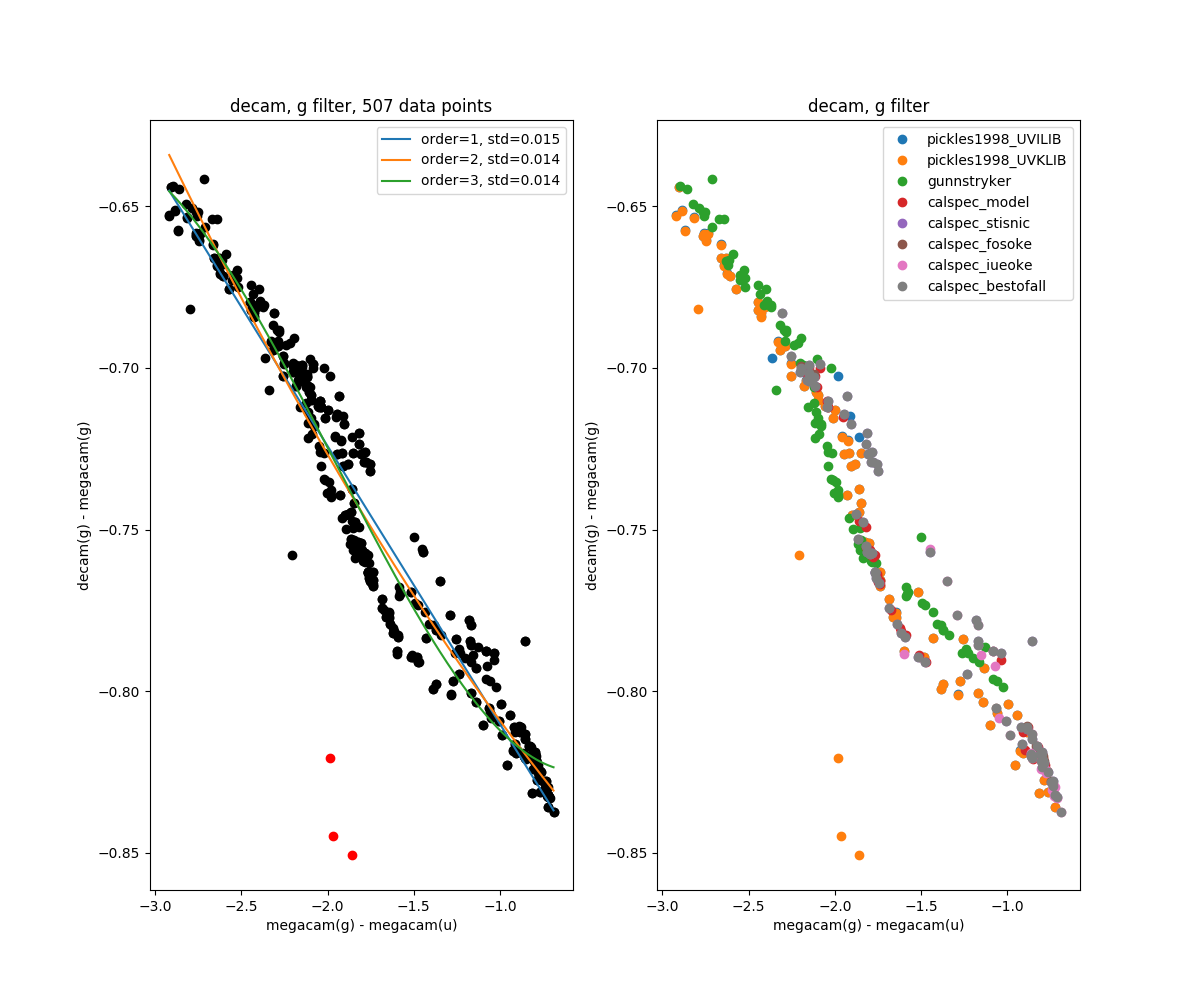 decam, g filter, 507 data points
order=1, std=0.015
order=2, std=0.014
order=3, std=0.014
−0.65
−0.70
−0.75
−0.80
−0.85
decam(g) - megacam(g)
−3.0
−2.5
−2.0
−1.5
−1.0
megacam(g) - megacam(u)
decam, g filter
pickles1998_UVILIB
pickles1998_UVKLIB
gunnstryker
calspec_model
calspec_stisnic
calspec_fosoke
calspec_iueoke
calspec_bestofall
−0.65
−0.70
−0.75
−0.80
−0.85
decam(g) - megacam(g)
−3.0
−2.5
−2.0
−1.5
−1.0
megacam(g) - megacam(u)